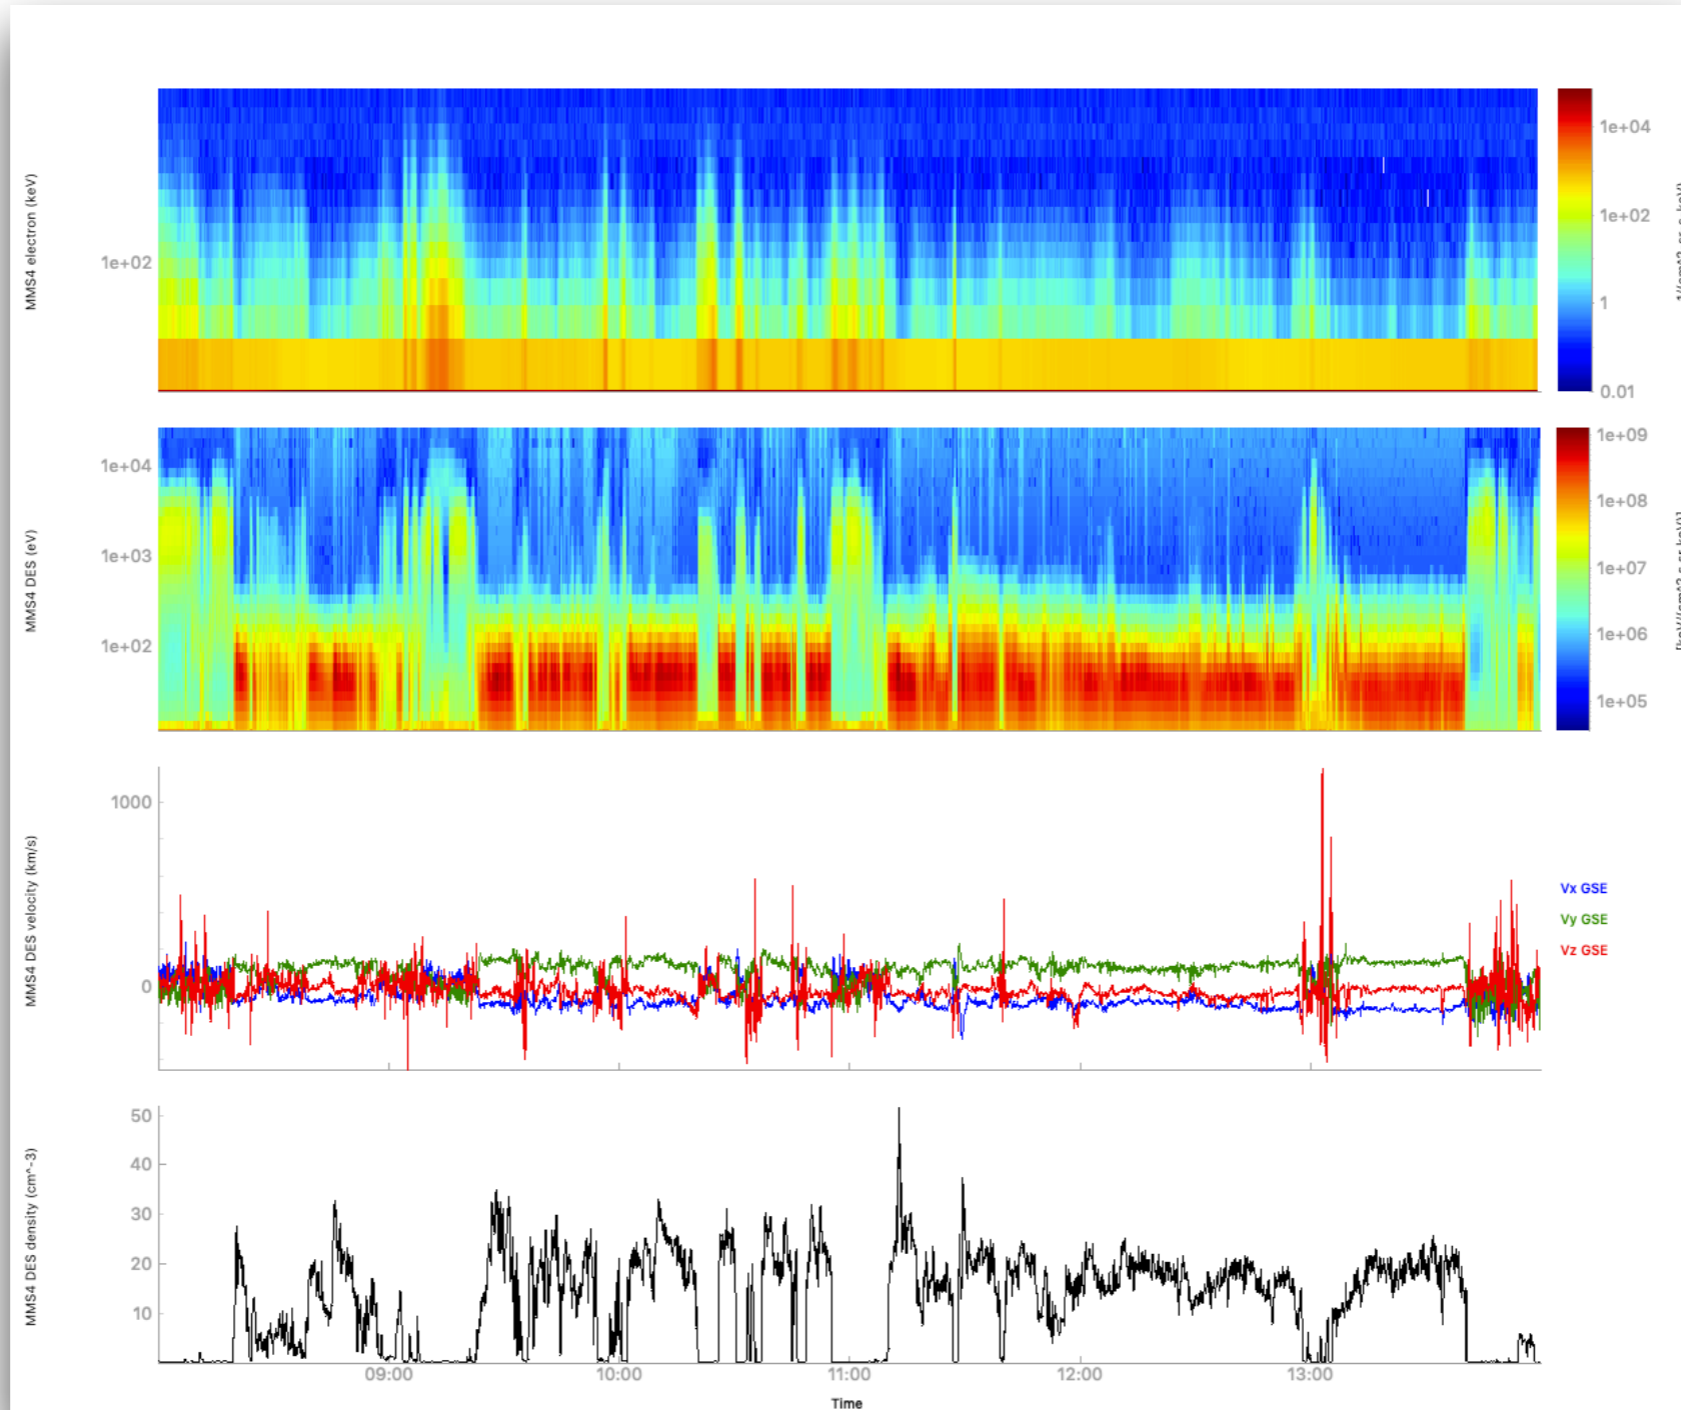 MMS4 electron (keV)
1e+02
1e+04
1e+02
1
0.01
MMS4 DES (eV)
1e+04
1e+03
1e+02
1e+09
1e+08
1e+07
1e+06
1e+05
MMS4 DES velocity (km/s)
1000
0
Vx GSE
Vy GSE
Vz GSE
MMS4 DES density (cm^-3)
50
40
30
20
10
09:00 10:00 11:00 12:00 13:00
Time